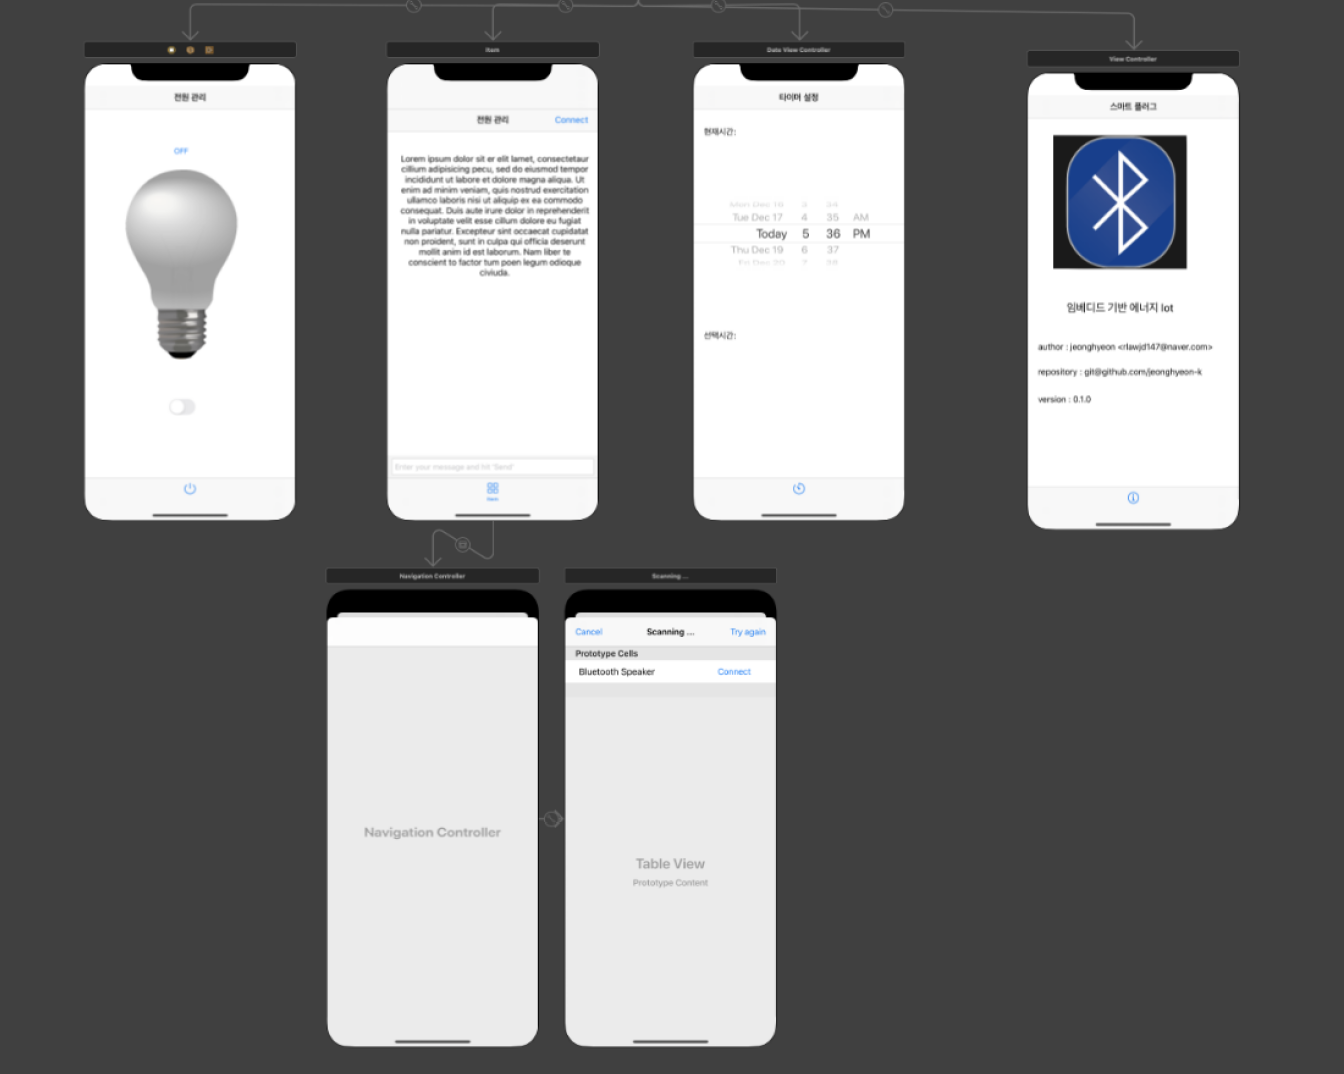 전원 관리
OFF
Item
전원 관리
Connect
Lorem ipsum dolor sit er elit lamet, consectetaur
cillium adipisicing pecu, sed do eiusmod tempor
incididunt ut labore et dolore magna aliqua. Ut
enim ad minim veniam, quis nostrud exercitation
ullamco laboris nisi ut aliquip ex ea commodo
consequat. Duis aute irure dolor in reprehenderit
in voluptate velit esse cillum dolore eu fugiat
nulla pariatur. Excepteur sint occaecat cupidatat
non proident, sunt in culpa qui officia deserunt
mollit anim id est laborum. Nam liber te
conscient to factor tum poen legum odioque
civiuda.
Enter your message and hit 'Send'
Item
Date View Controller
타이머 설정
현재시간:
Mon Dec 16 3 34
Tue Dec 17 4 35 AM
Today 5 36 PM
Thu Dec 19 6 37
Fri Dec 20 7 38
선택시간:
View Controller
스마트 플러그
임베디드 기반 에너지 Iot
author : jeonghyeon <rlawjd147@naver.com>
repository : git@github.com/jeonghyeon-k
version : 0.1.0
Navigation Controller
Navigation Controller
Scanning ...
Cancel
Scanning ...
Try again
Prototype Cells
Bluetooth Speaker
Connect
Table View
Prototype Content